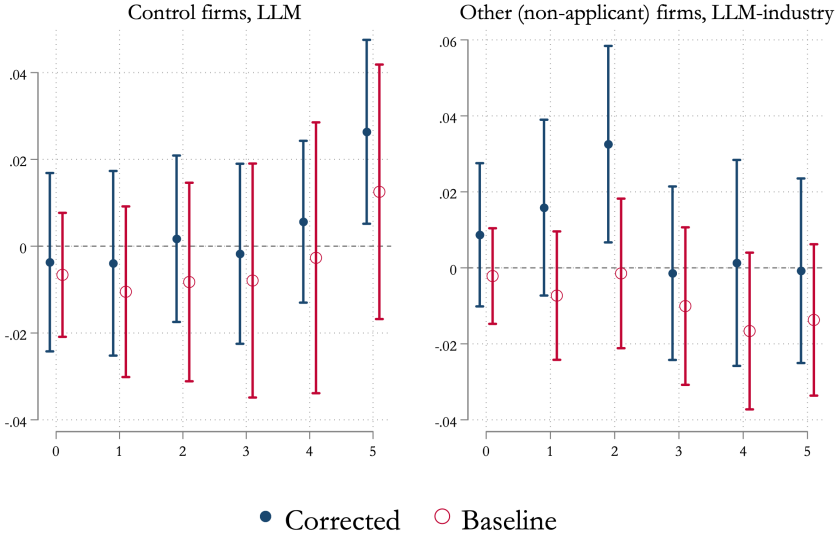 Control firms, LLM
.04
.02
0
-.02
-.04
0 1 2 3 4 5
Other (non-applicant) firms, LLM-industry
.06
.04
.02
0
-.02
-.04
0 1 2 3 4 5
Corrected Baseline